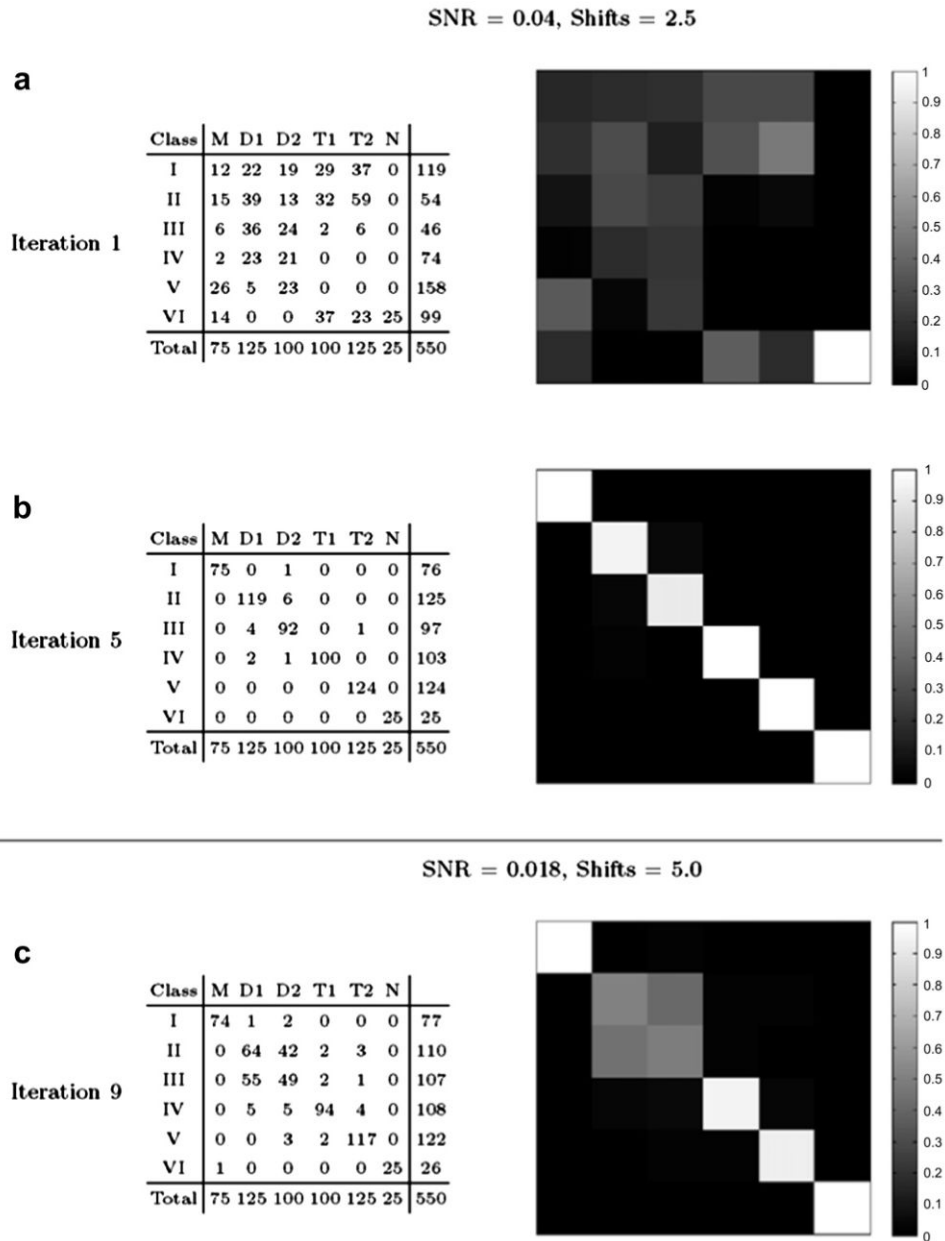 SNR = 0.04, Shifts = 2.5
a
Iteration 1
Class M D1 D2 T1 T2 N
I 12 22 19 29 37 0 119
II 15 39 13 32 59 0 54
III 6 36 24 2 6 0 46
IV 2 23 21 0 0 0 74
V 26 5 23 0 0 0 158
VI 14 0 0 37 23 25 99
Total 75 125 100 100 125 25 550
1
0.9
0.8
0.7
0.6
0.5
0.4
0.3
0.2
0.1
0
b
Iteration 5
Class M D1 D2 T1 T2 N
I 75 0 1 0 0 0 76
II 0 119 6 0 0 0 125
III 0 4 92 0 1 0 97
IV 0 2 1 100 0 0 103
V 0 0 0 0 124 0 124
VI 0 0 0 0 0 25 25
Total 75 125 100 100 125 25 550
1
0.9
0.8
0.7
0.6
0.5
0.4
0.3
0.2
0.1
0
SNR = 0.018, Shifts = 5.0
c
Iteration 9
Class M D1 D2 T1 T2 N
I 74 1 2 0 0 0 77
II 0 64 42 2 3 0 110
III 0 55 49 2 1 0 107
IV 0 5 5 94 4 0 108
V 0 0 3 2 117 0 122
VI 1 0 0 0 0 25 26
Total 75 125 100 100 125 25 550
1
0.9
0.8
0.7
0.6
0.5
0.4
0.3
0.2
0.1
0